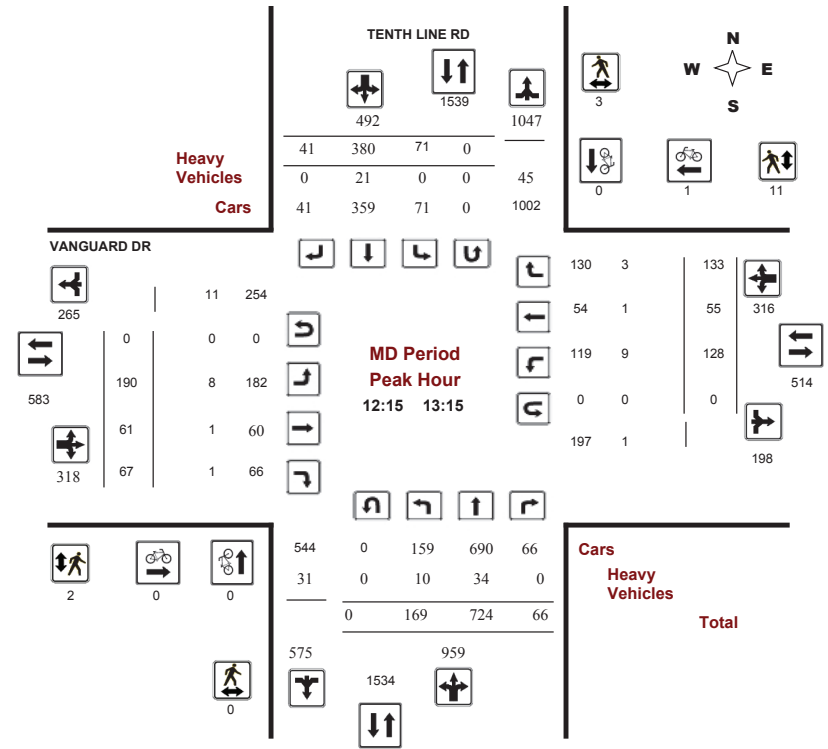 TENTH LINE RD
N
W E
S
1539
3
492
1047
41 380 71 0
Heavy
Vehicles
0 21 0 0 45
0 1 11
Cars
41 359 71 0 1002
VANGUARD DR
130 3 133
265
11 254
54 1 55 316
0 0 0
119 9 128
MD Period
Peak Hour
12:15 13:15
583
190 8 182
514
0 0 0
61 1 60
197 1
198
318
67 1 66
544 0 159 690 66
Cars
31 0 10 34 0
Heavy
Vehicles
2 0 0
0 169 724 66
Total
575 959
1534
0